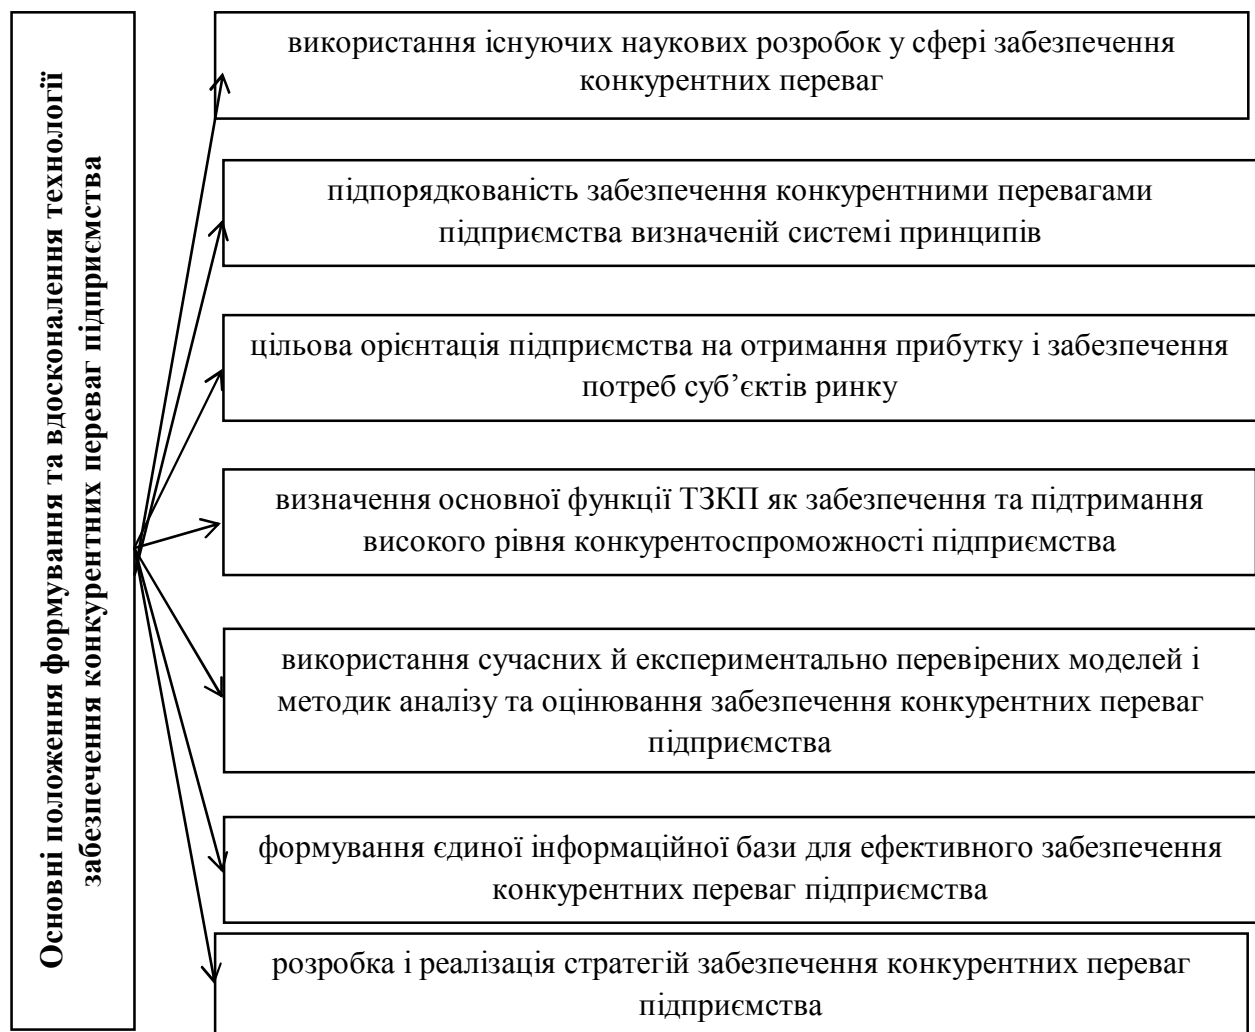 Основні положення формування та вдосконалення технології
забезпечення конкурентних переваг підприємства
використання існуючих наукових розробок у сфері забезпечення
конкурентних переваг
підпорядкованість забезпечення конкурентними перевагами
підприємства визначеній системі принципів
цільова орієнтація підприємства на отримання прибутку і забезпечення
потреб суб’єктів ринку
визначення основної функції ТЗКП як забезпечення та підтримання
високого рівня конкурентоспроможності підприємства
використання сучасних й експериментально перевірених моделей і
методик аналізу та оцінювання забезпечення конкурентних переваг
підприємства
формування єдиної інформаційної бази для ефективного забезпечення
конкурентних переваг підприємства
розробка і реалізація стратегій забезпечення конкурентних переваг
підприємства